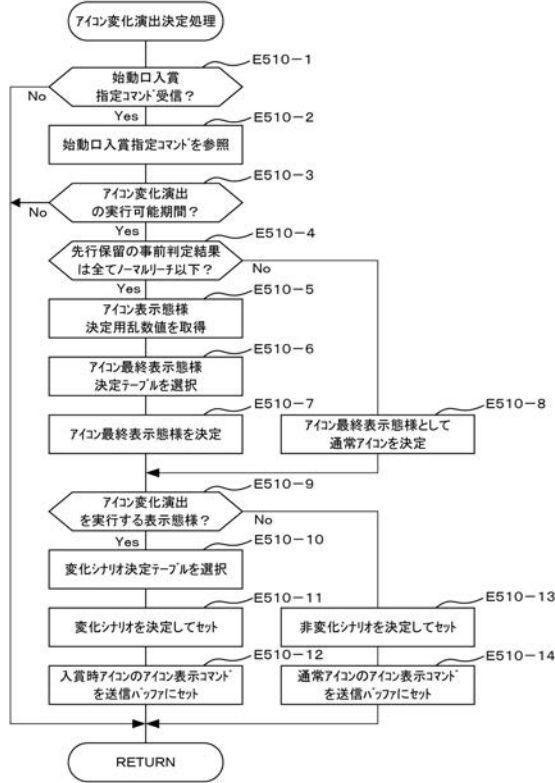 アイコン変化演出決定処理
E510-1
始動口入賞
指定コマンド受信？
No
Yes
E510-2
始動口入賞指定コマンドを参照
E510-3
アイコン変化演出
の実行可能期間？
No
Yes
E510-4
先行保留の事前判定結果
は全てノーマルリーチ以下？
No
Yes
E510-5
アイコン表示態様
決定用乱数値を取得
E510-6
アイコン最終表示態様
決定テーブルを選択
E510-7
アイコン最終表示態様を決定
E510-8
アイコン最終表示態様として
通常アイコンを決定
E510-9
アイコン変化演出
を実行する表示態様？
No
Yes
E510-10
変化シナリオ決定テーブルを選択
E510-11
変化シナリオを決定してセット
E510-13
非変化シナリオを決定してセット
E510-12
入賞時アイコンのアイコン表示コマンド
を送信バッファにセット
E510-14
通常アイコンのアイコン表示コマンド
を送信バッファにセット
RETURN